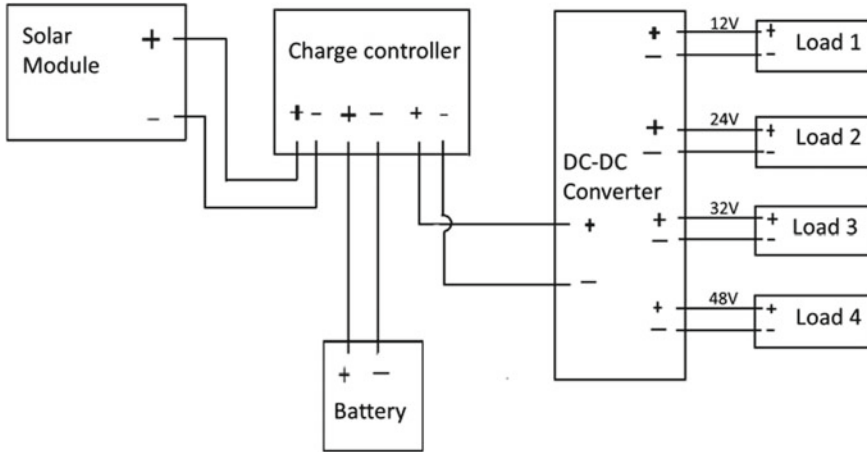 Solar
Module
+
−
Charge controller
+ − + − + -
+ −
Battery
DC-DC
Converter
+
−
+ 12V + Load 1
− -
+ 24V + Load 2
− -
+ 32V + Load 3
− -
+ 48V + Load 4
− -